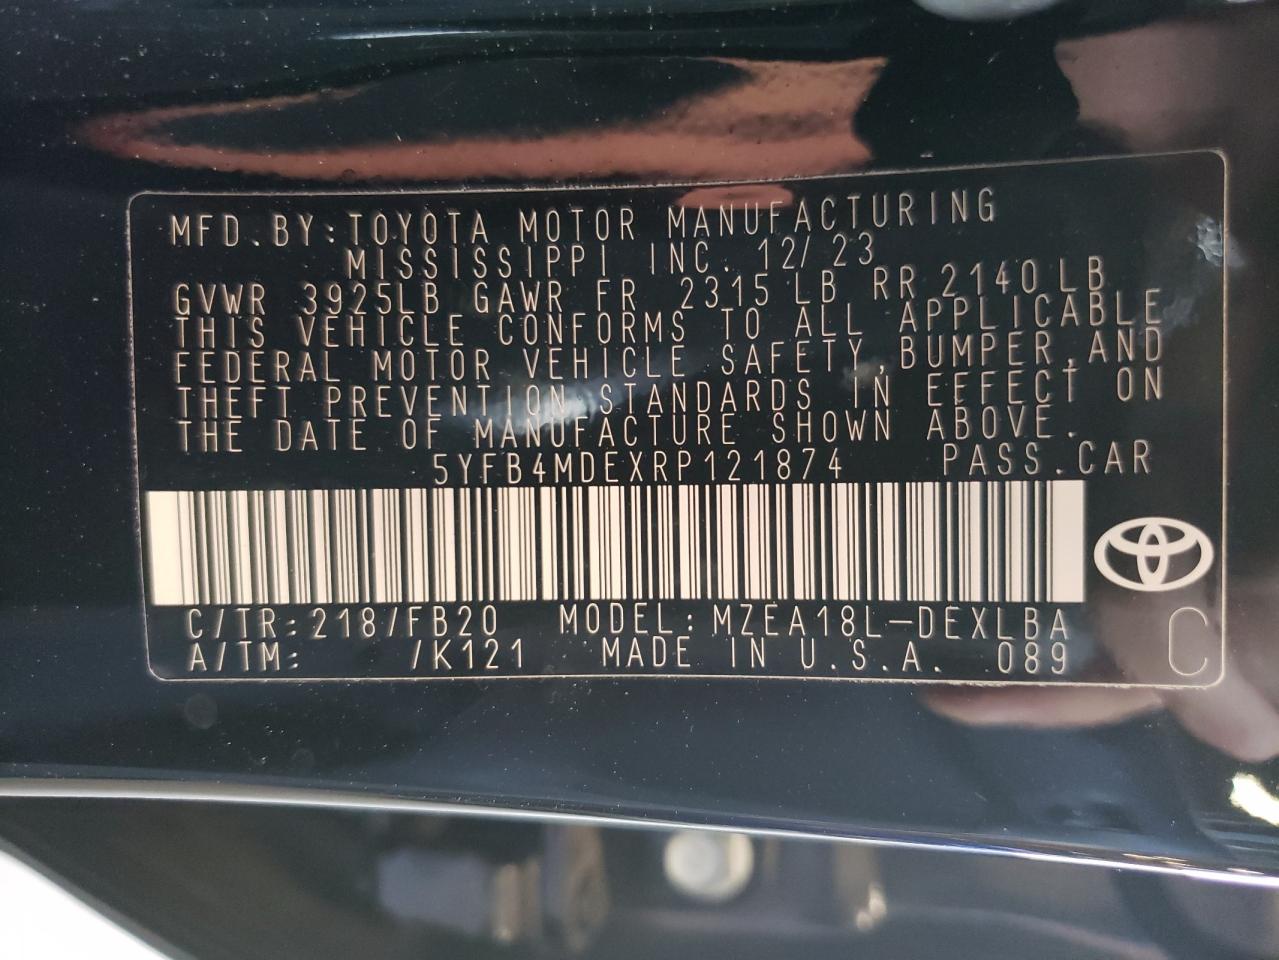 MFD.BY:TOYOTA MOTOR MANUFACTURING
MISSISSIPPI INC. 12/23
GVWR 3925LB GAWR FR 2315 LB RR 2140 LB
THIS VEHICLE CONFORMS TO ALL APPLICABLE
FEDERAL MOTOR VEHICLE SAFETY,BUMPER,AND
THEFT PREVENTION STANDARDS IN EFFECT ON
THE DATE OF MANUFACTURE SHOWN ABOVE.
5YFB4MDEXRP121874 PASS.CAR
C/TR:218/FB20 MODEL:MZEA18L-DEXLBA
A/TM: /K121 MADE IN U.S.A. 089
C